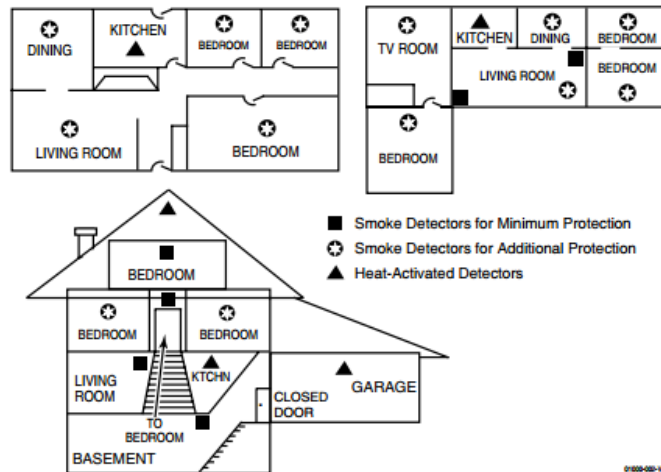 DINING
KITCHEN
BEDROOM
BEDROOM
LIVING ROOM
BEDROOM
TV ROOM
KITCHEN
DINING
BEDROOM
LIVING ROOM
BEDROOM
BEDROOM
Smoke Detectors for Minimum Protection
Smoke Detectors for Additional Protection
Heat-Activated Detectors
BEDROOM
BEDROOM
BEDROOM
LIVING
ROOM
KTCHN
TO
BEDROOM
BASEMENT
CLOSED
DOOR
GARAGE